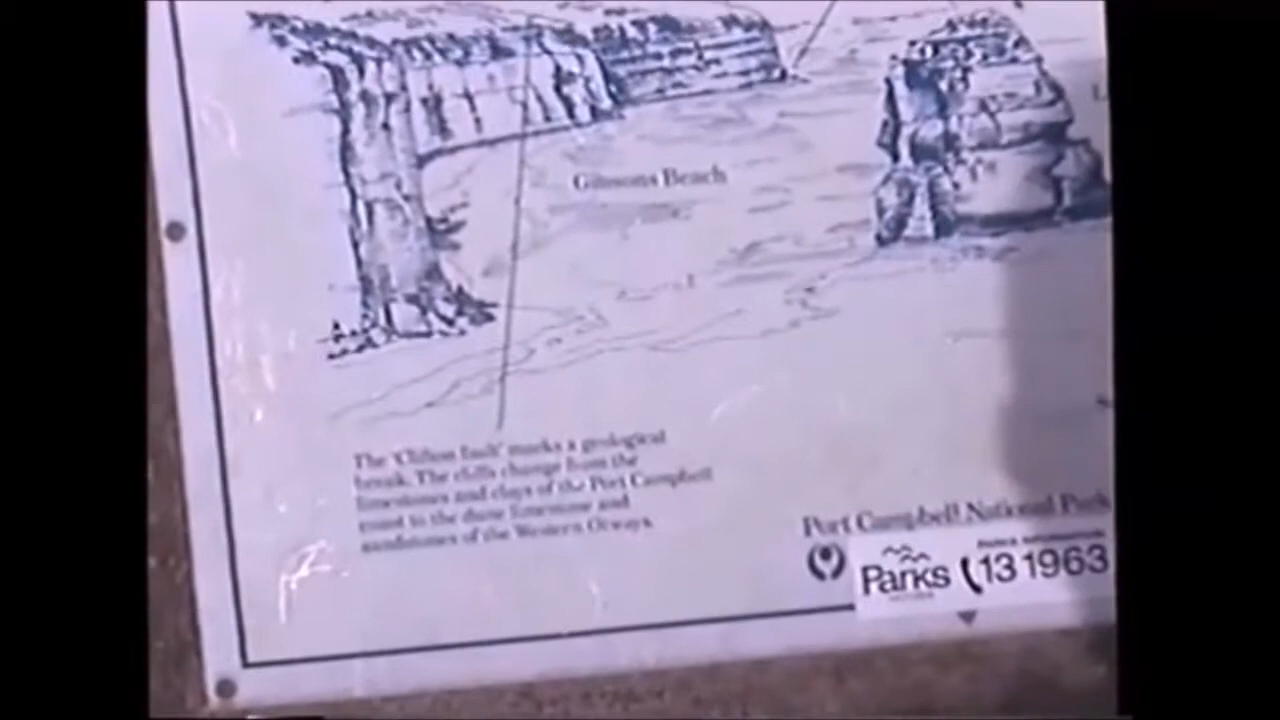 Gibsons Beach
The 'Clifton fault' marks a geological
break. The cliffs change from the
limestones and clays of the Port Campbell
coast to the dune limestone and
sandstones of the Western Otways.
Port Campbell National Park
PARKS INFORMATION
Parks 13 1963